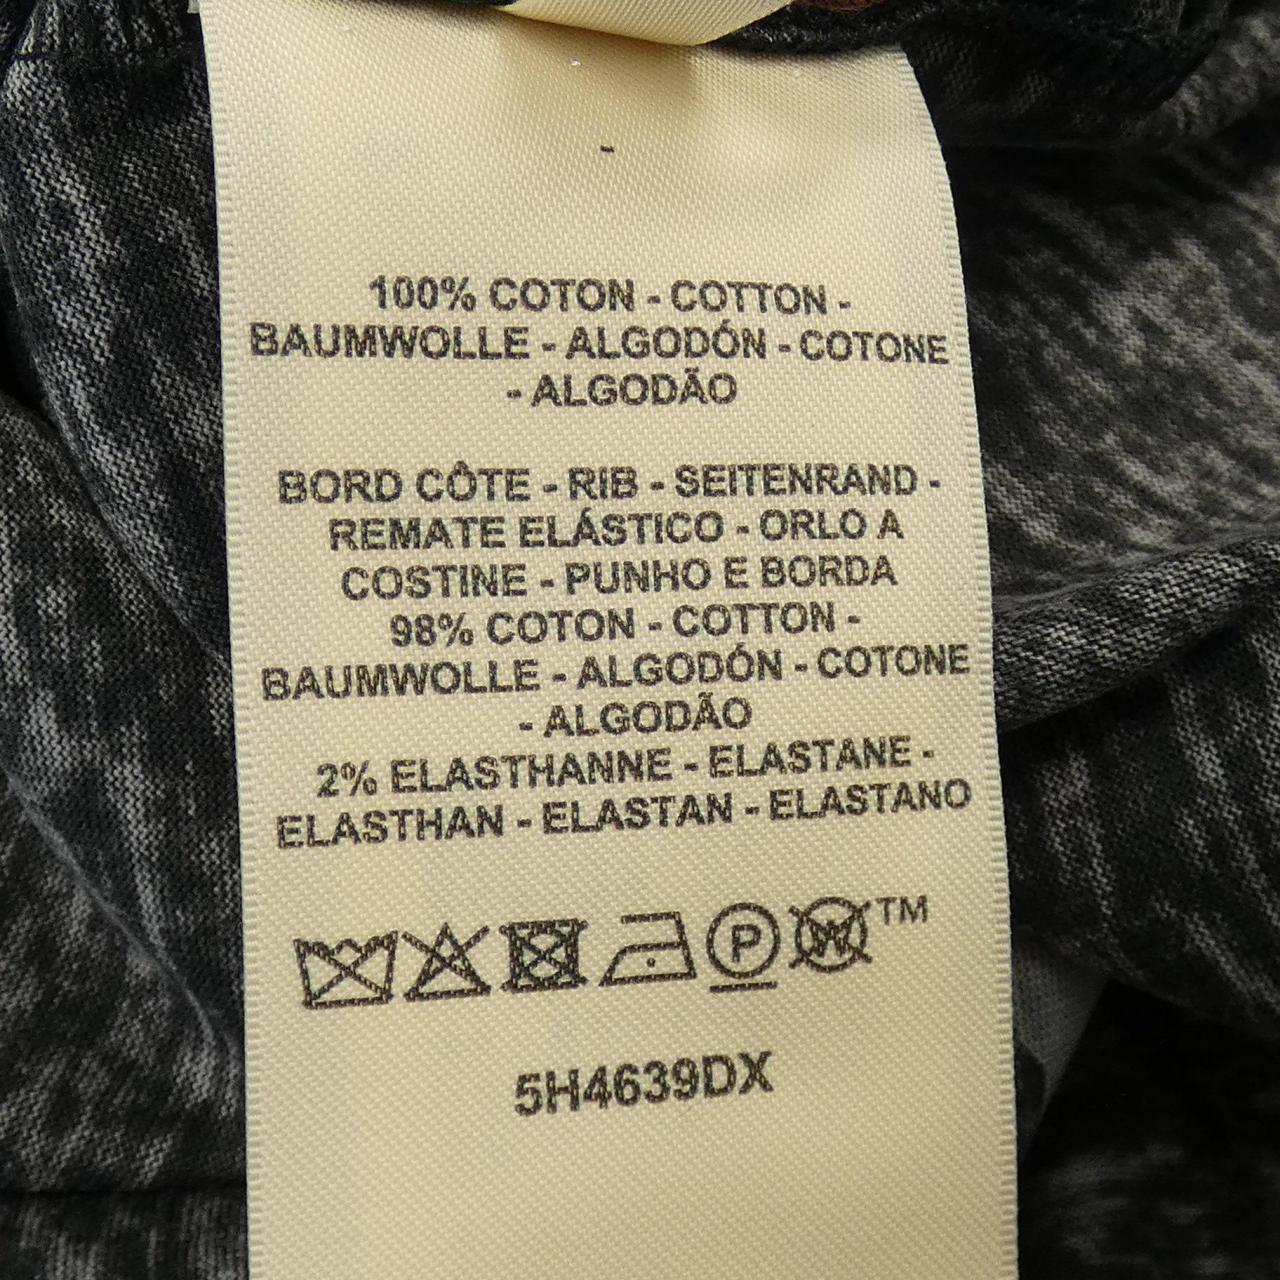 100% COTON - COTTON -
BAUMWOLLE - ALGODÓN - COTONE
- ALGODÃO
BORD CÔTE - RIB - SEITENRAND -
REMATE ELÁSTICO - ORLO A
COSTINE - PUNHO E BORDA
98% COTON - COTTON -
BAUMWOLLE - ALGODÓN - COTONE
- ALGODÃO
2% ELASTHANNE - ELASTANE -
ELASTHAN - ELASTAN - ELASTANO
P W TM
5H4639DX